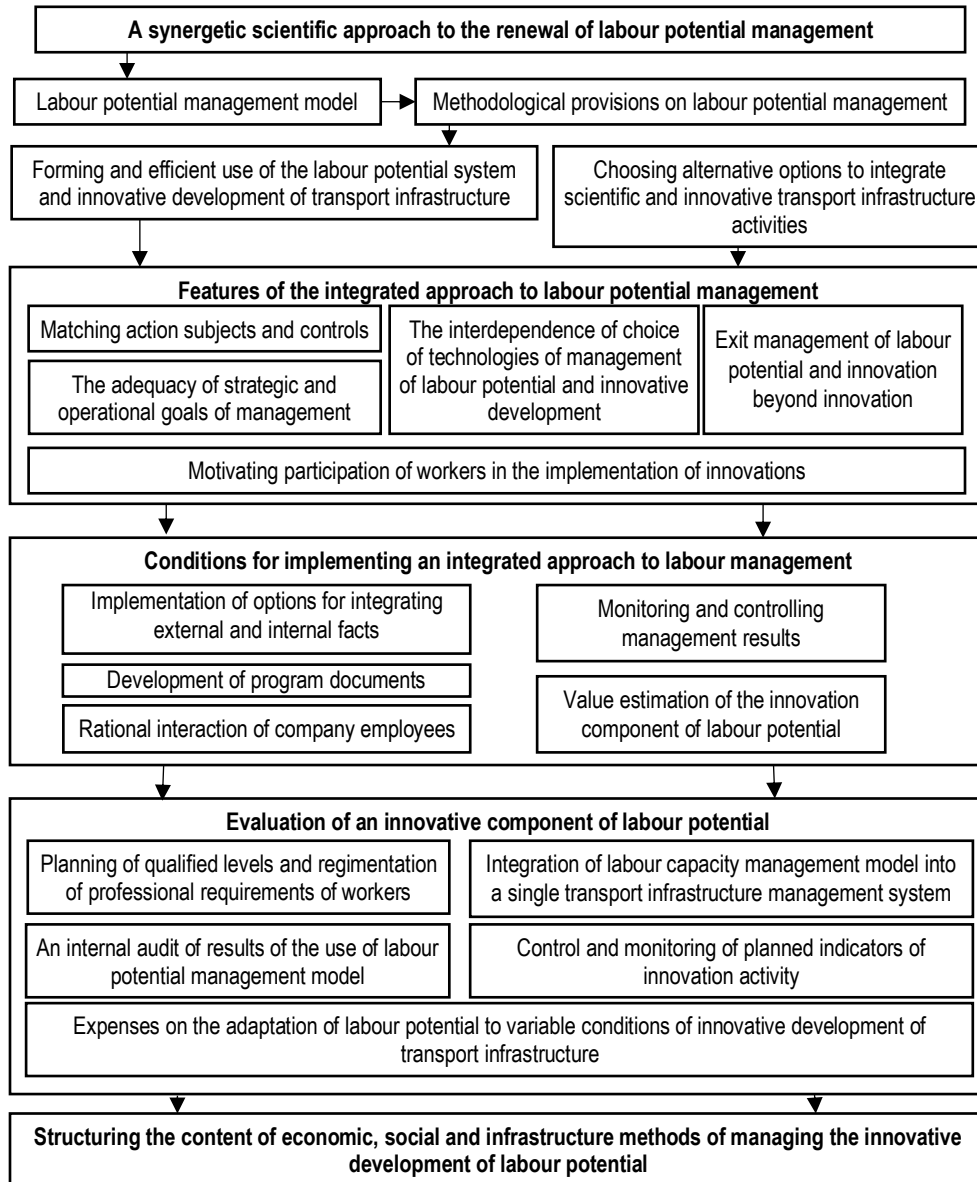 A synergetic scientific approach to the renewal of labour potential management
Labour potential management model
Methodological provisions on labour potential management
Forming and efficient use of the labour potential system
and innovative development of transport infrastructure
Choosing alternative options to integrate
scientific and innovative transport infrastructure
activities
Features of the integrated approach to labour potential management
Matching action subjects and controls
The adequacy of strategic and
operational goals of management
The interdependence of choice
of technologies of management
of labour potential and innovative
development
Exit management of labour
potential and innovation
beyond innovation
Motivating participation of workers in the implementation of innovations
Conditions for implementing an integrated approach to labour management
Implementation of options for integrating
external and internal facts
Development of program documents
Rational interaction of company employees
Monitoring and controlling
management results
Value estimation of the innovation
component of labour potential
Evaluation of an innovative component of labour potential
Planning of qualified levels and regimentation
of professional requirements of workers
Integration of labour capacity management model into
a single transport infrastructure management system
An internal audit of results of the use of labour
potential management model
Control and monitoring of planned indicators of
innovation activity
Expenses on the adaptation of labour potential to variable conditions of innovative development of
transport infrastructure
Structuring the content of economic, social and infrastructure methods of managing the innovative
development of labour potential